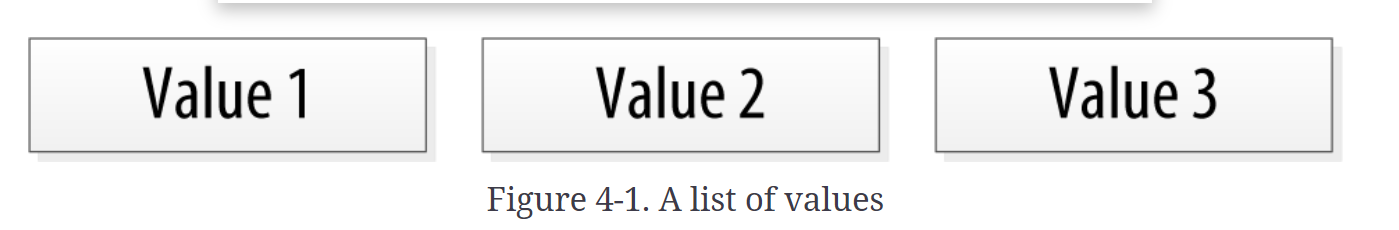 Value 1 Value 2 Value 3
Figure 4-1. A list of values